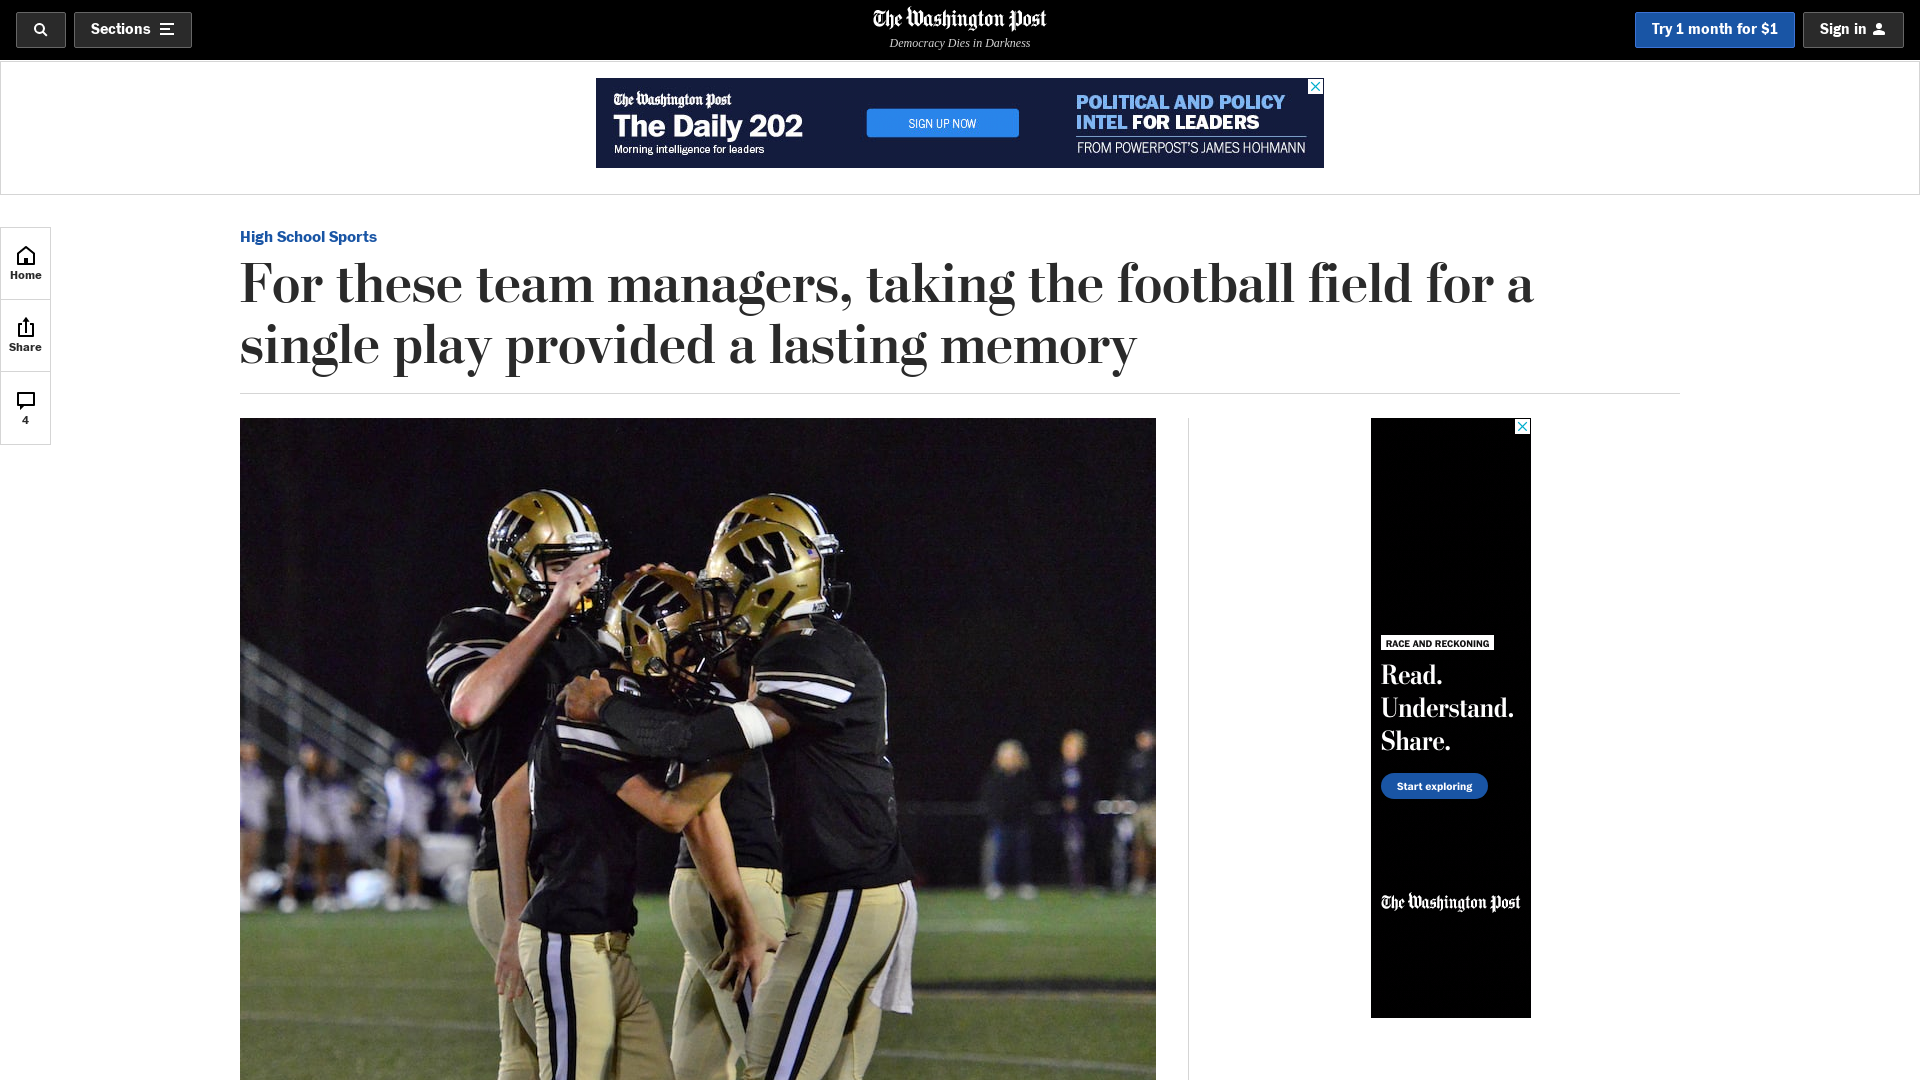 Sections
The Washington Post
Democracy Dies in Darkness
Try 1 month for $1
Sign in
The Washington Post
The Daily 202
Morning intelligence for leaders
SIGN UP NOW
POLITICAL AND POLICY
INTEL FOR LEADERS
FROM POWERPOST'S JAMES HOHMANN
Home
Share
4
High School Sports
For these team managers, taking the football field for a
single play provided a lasting memory
W
W
RACE AND RECKONING
Read.
Understand.
Share.
Start exploring
The Washington Post